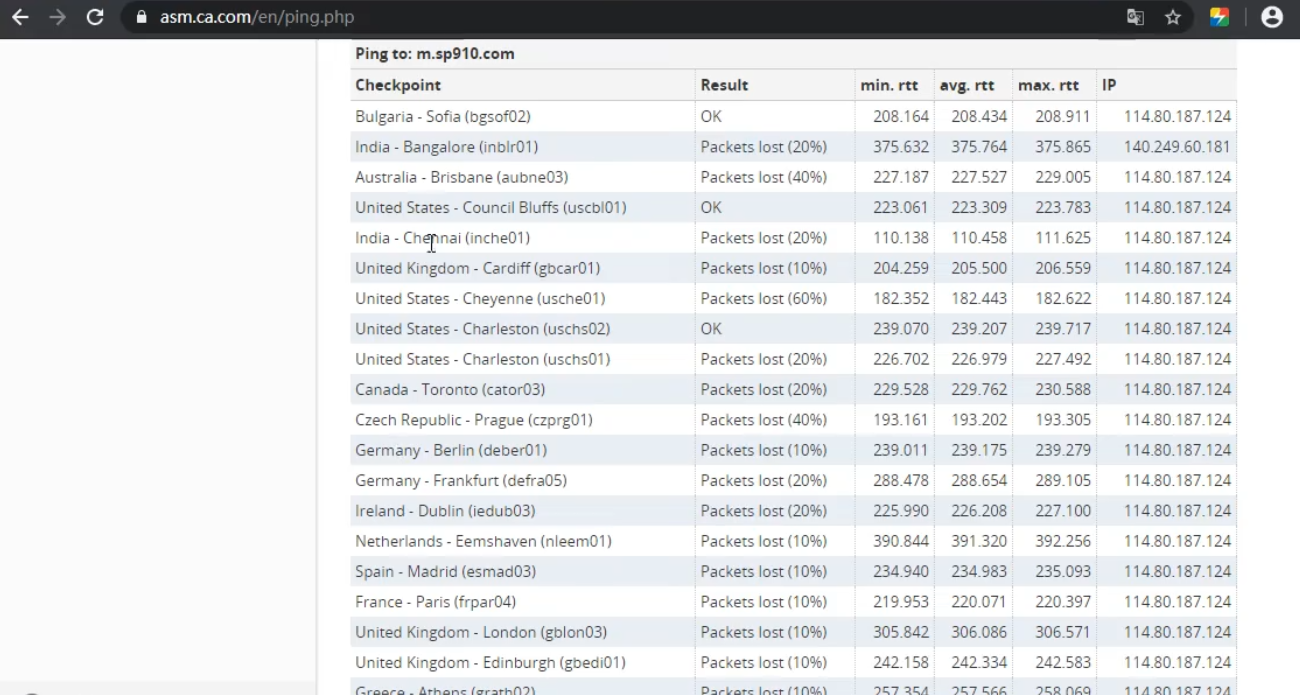 asm.ca.com/en/ping.php
Ping to: m.sp910.com
Checkpoint Result min. rtt avg. rtt max. rtt IP
Bulgaria - Sofia (bgsof02) OK 208.164 208.434 208.911 114.80.187.124
India - Bangalore (inblr01) Packets lost (20%) 375.632 375.764 375.865 140.249.60.181
Australia - Brisbane (aubne03) Packets lost (40%) 227.187 227.527 229.005 114.80.187.124
United States - Council Bluffs (uscbl01) OK 223.061 223.309 223.783 114.80.187.124
India - Chennai (inche01) Packets lost (20%) 110.138 110.458 111.625 114.80.187.124
United Kingdom - Cardiff (gbcar01) Packets lost (10%) 204.259 205.500 206.559 114.80.187.124
United States - Cheyenne (usche01) Packets lost (60%) 182.352 182.443 182.622 114.80.187.124
United States - Charleston (uschs02) OK 239.070 239.207 239.717 114.80.187.124
United States - Charleston (uschs01) Packets lost (20%) 226.702 226.979 227.492 114.80.187.124
Canada - Toronto (cator03) Packets lost (20%) 229.528 229.762 230.588 114.80.187.124
Czech Republic - Prague (czprg01) Packets lost (40%) 193.161 193.202 193.305 114.80.187.124
Germany - Berlin (deber01) Packets lost (10%) 239.011 239.175 239.279 114.80.187.124
Germany - Frankfurt (defra05) Packets lost (20%) 288.478 288.654 289.105 114.80.187.124
Ireland - Dublin (iedub03) Packets lost (20%) 225.990 226.208 227.100 114.80.187.124
Netherlands - Eemshaven (nleem01) Packets lost (10%) 390.844 391.320 392.256 114.80.187.124
Spain - Madrid (esmad03) Packets lost (10%) 234.940 234.983 235.093 114.80.187.124
France - Paris (frpar04) Packets lost (10%) 219.953 220.071 220.397 114.80.187.124
United Kingdom - London (gblon03) Packets lost (10%) 305.842 306.086 306.571 114.80.187.124
United Kingdom - Edinburgh (gbedi01) Packets lost (10%) 242.158 242.334 242.583 114.80.187.124
Greece - Athens (grath02) Packets lost (10%) 257.354 257.566 258.069 114.80.187.124